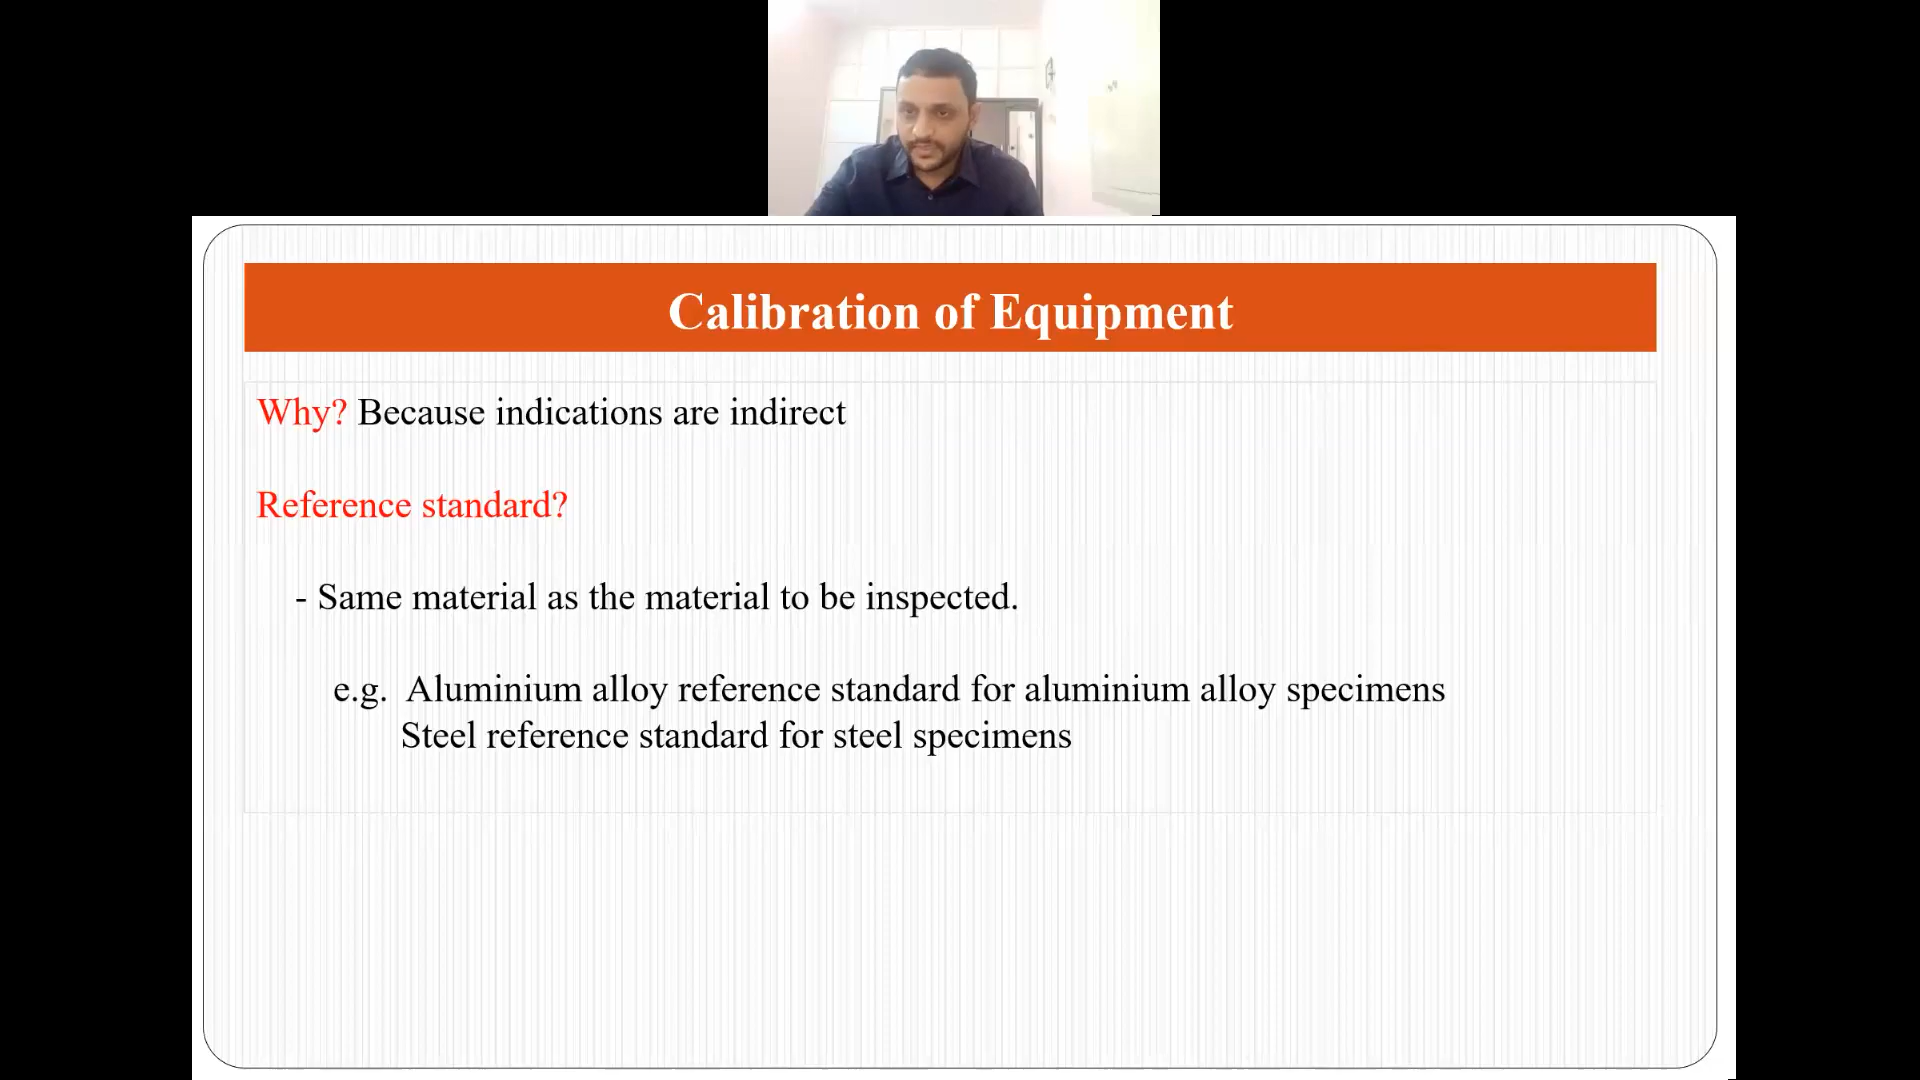 Calibration of Equipment
Why? Because indications are indirect
Reference standard?
- Same material as the material to be inspected.
e.g. Aluminium alloy reference standard for aluminium alloy specimens
Steel reference standard for steel specimens